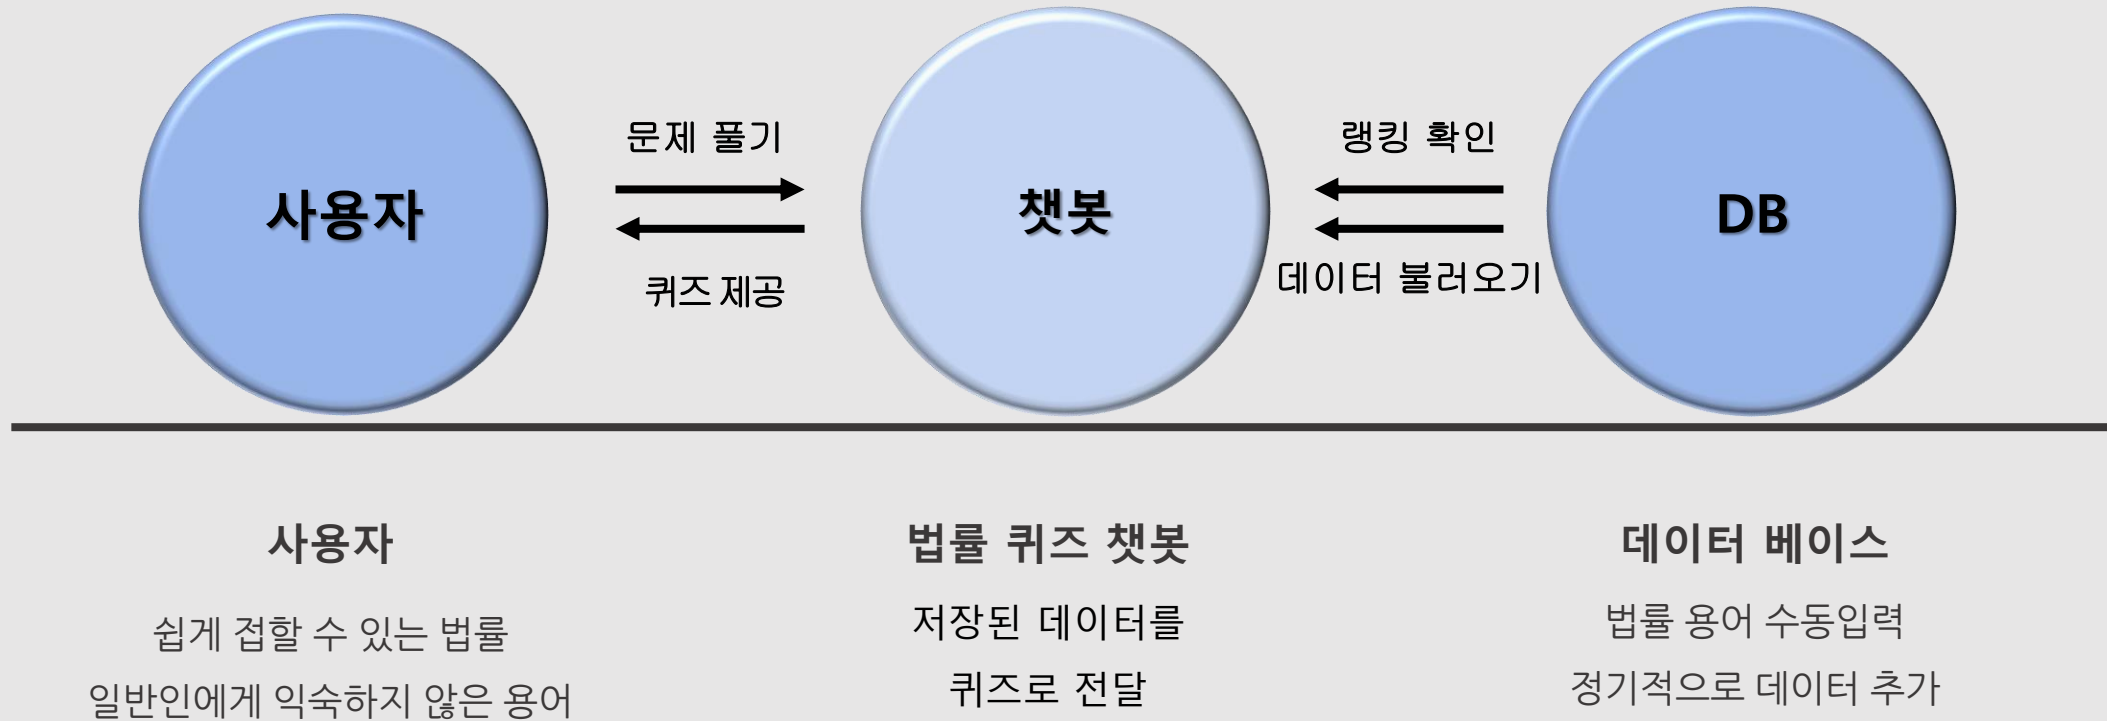 사용자
문제 풀기
퀴즈 제공
챗봇
랭킹 확인
데이터 불러오기
DB
사용자
쉽게 접할 수 있는 법률
일반인에게 익숙하지 않은 용어
법률 퀴즈 챗봇
저장된 데이터를
퀴즈로 전달
데이터 베이스
법률 용어 수동입력
정기적으로 데이터 추가